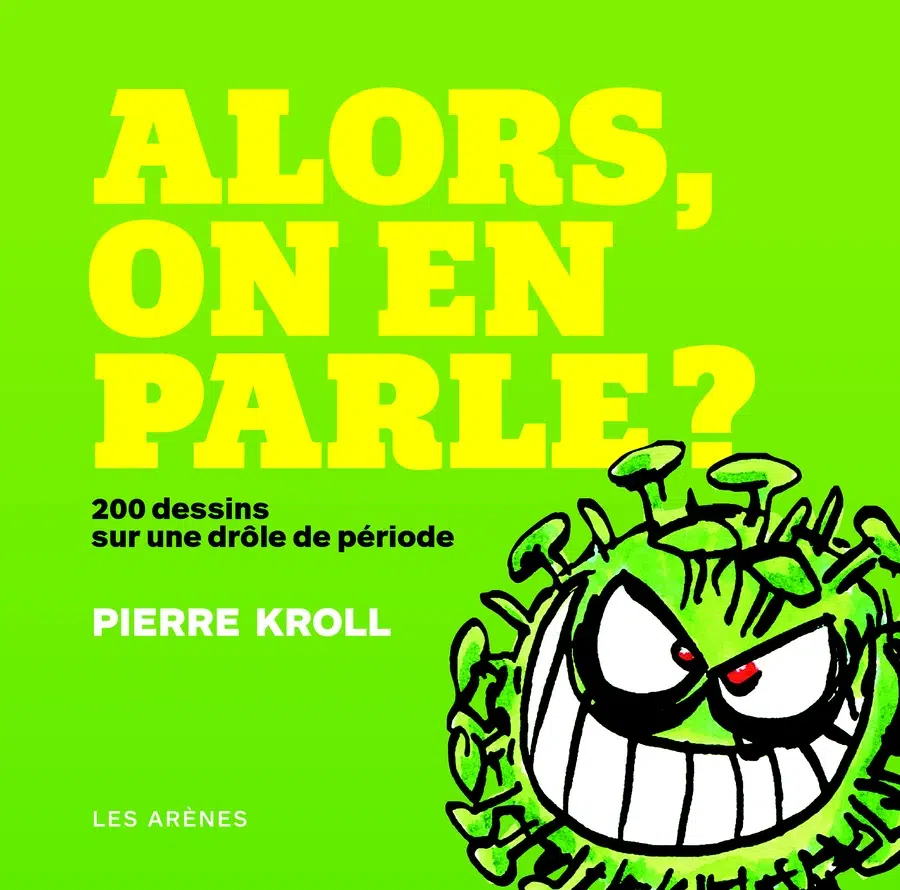 ALORS,
ON EN
PARLE ?
200 dessins
sur une drôle de période
PIERRE KROLL
LES ARÈNES